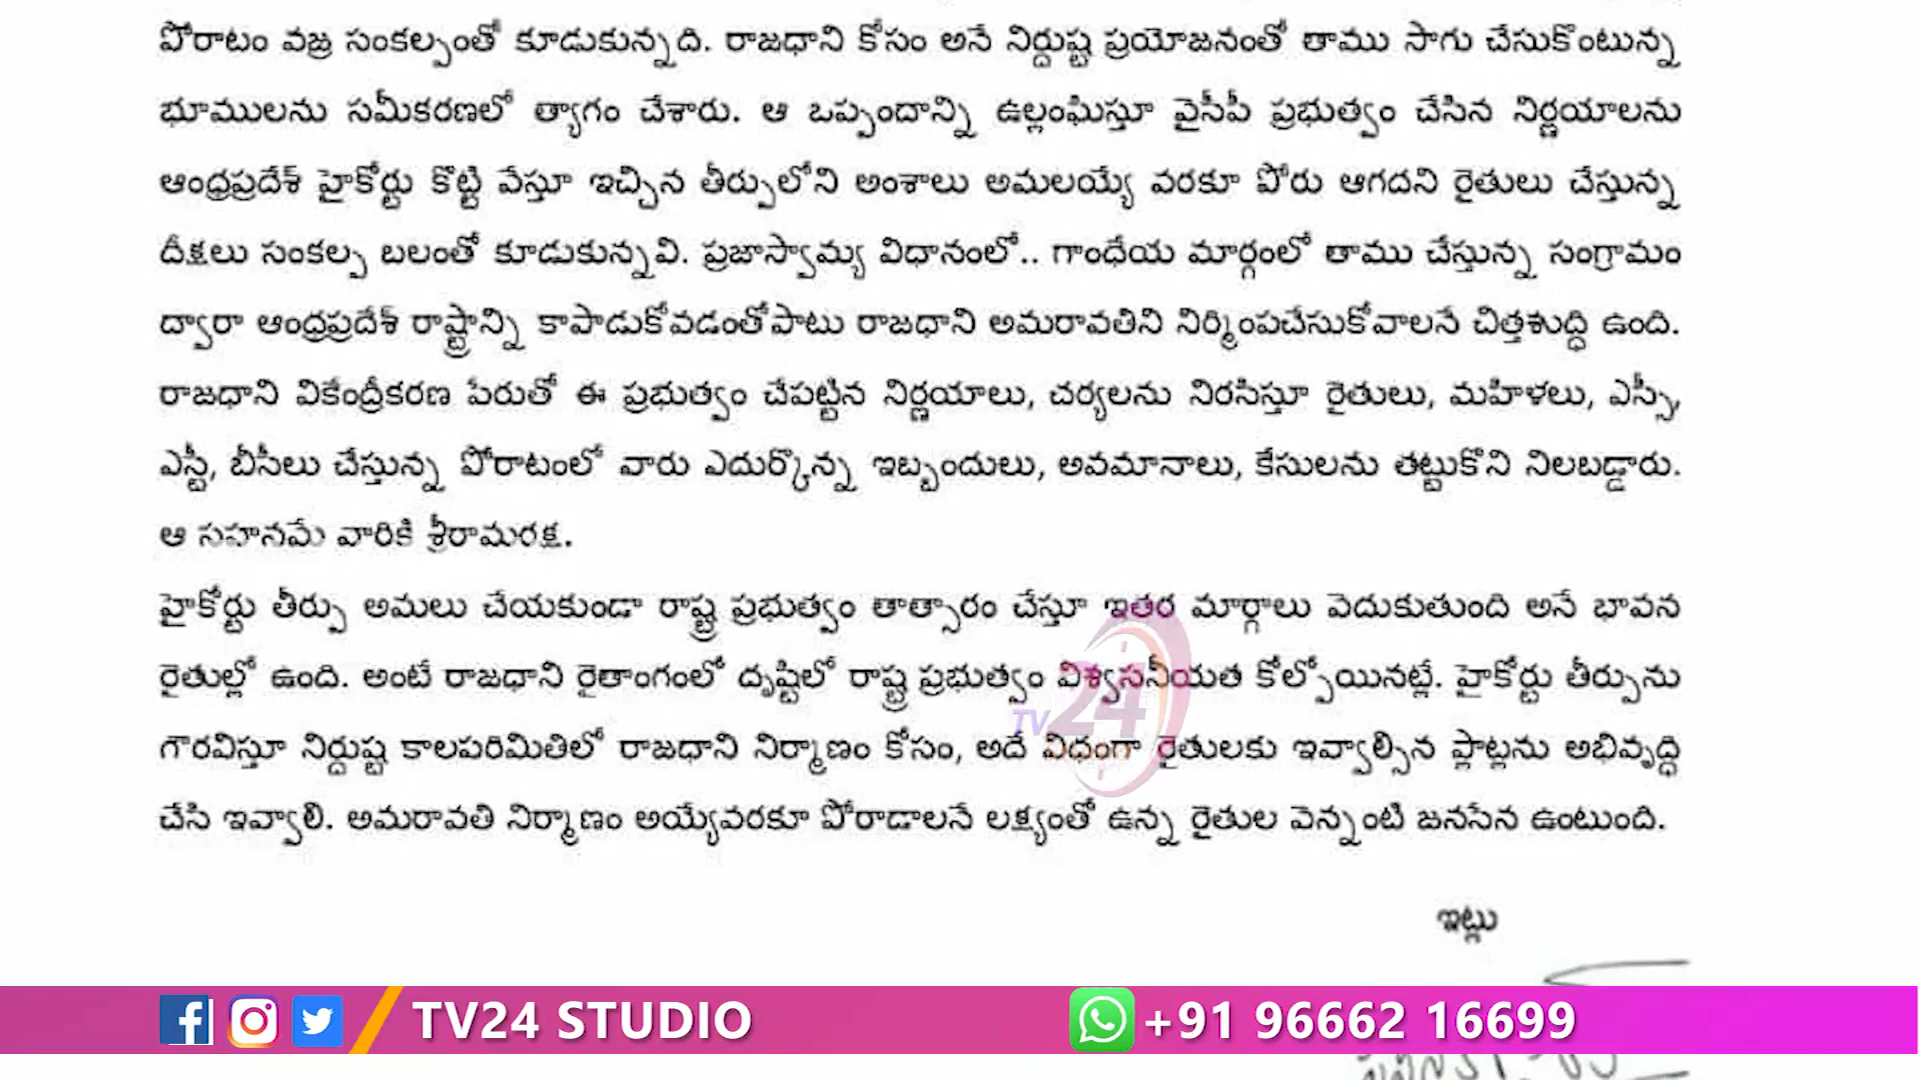 పోరాటం వజ్ర సంకల్పంతో కూడుకున్నది. రాజధాని కోసం అనే నిర్దుష్ట ప్రయోజనంతో తాము సాగు చేసుకొంటున్న
భూములను సమీకరణలో త్యాగం చేశారు. ఆ ఒప్పందాన్ని ఉల్లంఘిస్తూ వైసీపీ ప్రభుత్వం చేసిన నిర్ణయాలను
ఆంధ్రప్రదేశ్ హైకోర్టు కొట్టి వేస్తూ ఇచ్చిన తీర్పులోని అంశాలు అమలయ్యే వరకూ పోరు ఆగదని రైతులు చేస్తున్న
దీక్షలు సంకల్ప బలంతో కూడుకున్నవి. ప్రజాస్వామ్య విధానంలో.. గాంధేయ మార్గంలో తాము చేస్తున్న సంగ్రామం
ద్వారా ఆంధ్రప్రదేశ్ రాష్ట్రాన్ని కాపాడుకోవడంతోపాటు రాజధాని అమరావతిని నిర్మింపచేసుకోవాలనే చిత్తశుద్ధి ఉంది.
రాజధాని వికేంద్రీకరణ పేరుతో ఈ ప్రభుత్వం చేపట్టిన నిర్ణయాలు, చర్యలను నిరసిస్తూ రైతులు, మహిళలు, ఎస్సీ,
ఎస్టీ, బీసీలు చేస్తున్న పోరాటంలో వారు ఎదుర్కొన్న ఇబ్బందులు, అవమానాలు, కేసులను తట్టుకొని నిలబడ్డారు.
ఆ సహనమే వారికి శ్రీరామరక్ష.
హైకోర్టు తీర్పు అమలు చేయకుండా రాష్ట్ర ప్రభుత్వం తాత్సారం చేస్తూ ఇతర మార్గాలు వెదుకుతుంది అనే భావన
రైతుల్లో ఉంది. అంటే రాజధాని రైతాంగంలో దృష్టిలో రాష్ట్ర ప్రభుత్వం విశ్వసనీయత కోల్పోయినట్లే. హైకోర్టు తీర్పును
గౌరవిస్తూ నిర్దుష్ట కాలపరిమితిలో రాజధాని నిర్మాణం కోసం, అదే విధంగా రైతులకు ఇవ్వాల్సిన ప్లాట్లను అభివృద్ధి
చేసి ఇవ్వాలి. అమరావతి నిర్మాణం అయ్యేవరకూ పోరాడాలనే లక్ష్యంతో ఉన్న రైతుల వెన్నంటి జనసేన ఉంటుంది.
TV24
ఇట్లు
TV24 STUDIO
+91 96662 16699